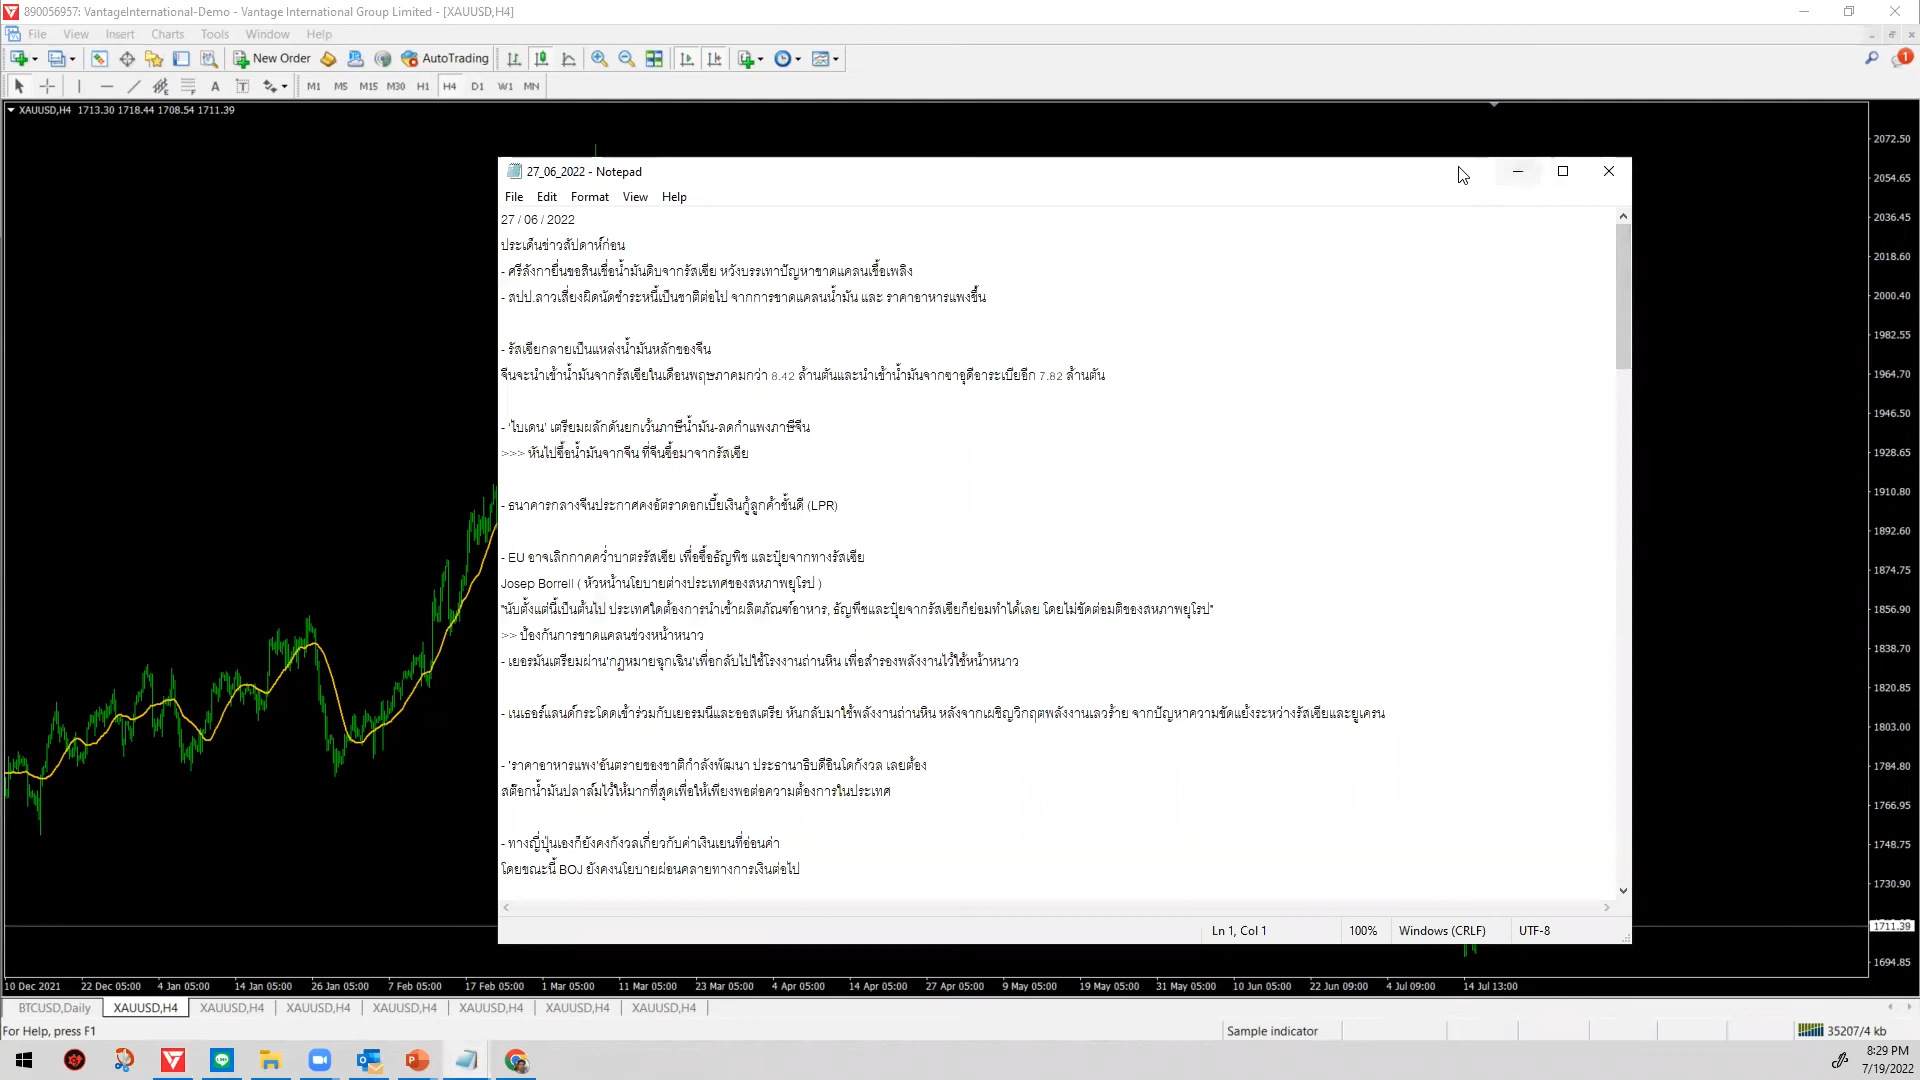 890056957: VantageInternational-Demo - Vantage International Group Limited - [XAUUSD,H4]
File View Insert Charts Tools Window Help
New Order AutoTrading 1
A T M1 M5 M15 M30 H1 H4 D1 W1 MN
XAUUSD,H4 1713.30 1718.44 1708.54 1711.39
27_06_2022 - Notepad
File Edit Format View Help
27 / 06 / 2022
ประเด็นข่าวสัปดาห์ก่อน
- ศรีลังกายื่นขอสินเชื่อน้ำมันดิบจากรัสเซีย หวังบรรเทาปัญหาขาดแคลนเชื้อเพลิง
- สปป.ลาวเสี่ยงผิดนัดชำระหนี้เป็นชาติต่อไป จากการขาดแคลนน้ำมัน และ ราคาอาหารแพงขึ้น
- รัสเซียกลายเป็นแหล่งน้ำมันหลักของจีน
จีนจะนำเข้าน้ำมันจากรัสเซียในเดือนพฤษภาคมกว่า 8.42 ล้านตันและนำเข้าน้ำมันจากซาอุดีอาระเบียอีก 7.82 ล้านตัน
- 'ไบเดน' เตรียมผลักดันยกเว้นภาษีน้ำมัน-ลดกำแพงภาษีจีน
>>> หันไปซื้อน้ำมันจากจีน ที่จีนซื้อมาจากรัสเซีย
- ธนาคารกลางจีนประกาศคงอัตราดอกเบี้ยเงินกู้ลูกค้าชั้นดี (LPR)
- EU อาจเลิกกาคคว่ำบาตรรัสเซีย เพื่อซื้อธัญพืช และปุ๋ยจากทางรัสเซีย
Josep Borrell ( หัวหน้านโยบายต่างประเทศของสหภาพยุโรป )
"นับตั้งแต่นี้เป็นต้นไป ประเทศใดต้องการนำเข้าผลิตภัณฑ์อาหาร, ธัญพืชและปุ๋ยจากรัสเซียก็ย่อมทำได้เลย โดยไม่ขัดต่อมติของสหภาพยุโรป"
>> ป้องกันการขาดแคลนช่วงหน้าหนาว
- เยอรมันเตรียมผ่าน'กฎหมายฉุกเฉิน'เพื่อกลับไปใช้โรงงานถ่านหิน เพื่อสำรองพลังงานไว้ใช้หน้าหนาว
- เนเธอร์แลนด์กระโดดเข้าร่วมกับเยอรมนีและออสเตรีย หันกลับมาใช้พลังงานถ่านหิน หลังจากเผชิญวิกฤตพลังงานเลวร้าย จากปัญหาความขัดแย้งระหว่างรัสเซียและยูเครน
- 'ราคาอาหารแพง'อันตรายของชาติกำลังพัฒนา ประธานาธิบดีอินโดกังวล เลยต้อง
สต๊อกน้ำมันปลาล์มไว้ให้มากที่สุดเพื่อให้เพียงพอต่อความต้องการในประเทศ
- ทางญี่ปุ่นเองก็ยังคงกังวลเกี่ยวกับค่าเงินเยนที่อ่อนค่า
โดยขณะนี้ BOJ ยังคงนโยบายผ่อนคลายทางการเงินต่อไป
Ln 1, Col 1 100% Windows (CRLF) UTF-8
2072.50
2054.65
2036.45
2018.60
2000.40
1982.55
1964.70
1946.50
1928.65
1910.80
1892.60
1874.75
1856.90
1838.70
1820.85
1803.00
1784.80
1766.95
1748.75
1730.90
1711.39
1694.85
10 Dec 2021 22 Dec 05:00 4 Jan 05:00 14 Jan 05:00 26 Jan 05:00 7 Feb 05:00 17 Feb 05:00 1 Mar 05:00 11 Mar 05:00 23 Mar 05:00 4 Apr 05:00 14 Apr 05:00 27 Apr 05:00 9 May 05:00 19 May 05:00 31 May 05:00 10 Jun 05:00 22 Jun 09:00 4 Jul 09:00 14 Jul 13:00
BTCUSD,Daily XAUUSD,H4 XAUUSD,H4 XAUUSD,H4 XAUUSD,H4 XAUUSD,H4 XAUUSD,H4 XAUUSD,H4
For Help, press F1 Sample indicator 35207/4 kb
8:29 PM
7/19/2022